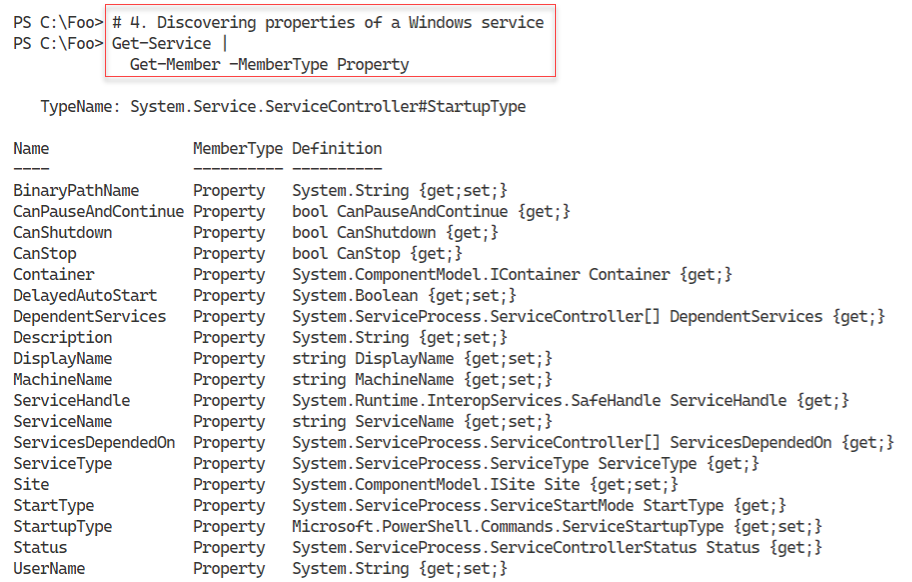 PS C:\Foo> # 4. Discovering properties of a Windows service
PS C:\Foo> Get-Service |
             Get-Member -MemberType Property

   TypeName: System.Service.ServiceController#StartupType

Name                MemberType Definition
----                ---------- ----------
BinaryPathName      Property   System.String {get;set;}
CanPauseAndContinue Property   bool CanPauseAndContinue {get;}
CanShutdown         Property   bool CanShutdown {get;}
CanStop             Property   bool CanStop {get;}
Container           Property   System.ComponentModel.IContainer Container {get;}
DelayedAutoStart    Property   System.Boolean {get;set;}
DependentServices   Property   System.ServiceProcess.ServiceController[] DependentServices {get;}
Description         Property   System.String {get;set;}
DisplayName         Property   string DisplayName {get;set;}
MachineName         Property   string MachineName {get;set;}
ServiceHandle       Property   System.Runtime.InteropServices.SafeHandle ServiceHandle {get;}
ServiceName         Property   string ServiceName {get;set;}
ServicesDependedOn  Property   System.ServiceProcess.ServiceController[] ServicesDependedOn {get;}
ServiceType         Property   System.ServiceProcess.ServiceType ServiceType {get;}
Site                Property   System.ComponentModel.ISite Site {get;set;}
StartType           Property   System.ServiceProcess.ServiceStartMode StartType {get;}
StartupType         Property   Microsoft.PowerShell.Commands.ServiceStartupType {get;set;}
Status              Property   System.ServiceProcess.ServiceControllerStatus Status {get;}
UserName            Property   System.String {get;set;}